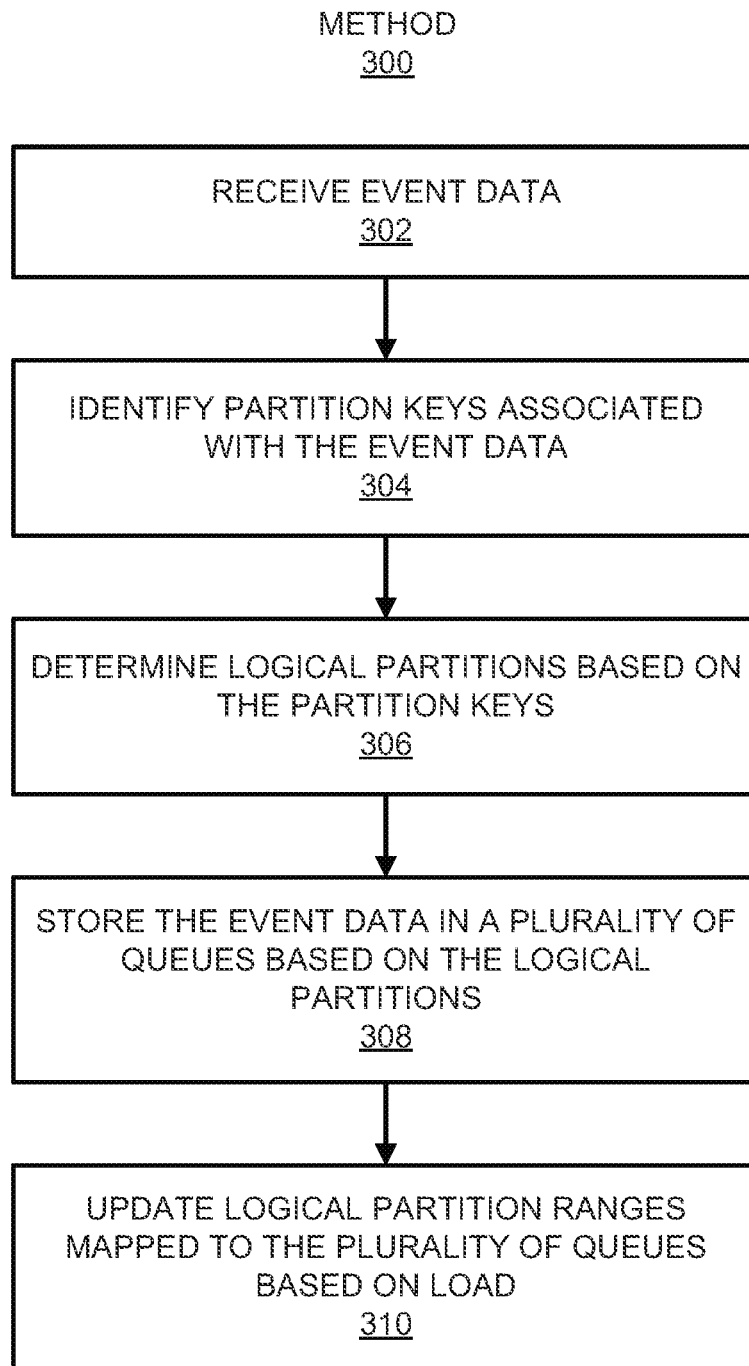 METHOD
300
RECEIVE EVENT DATA
302
IDENTIFY PARTITION KEYS ASSOCIATED
WITH THE EVENT DATA
304
DETERMINE LOGICAL PARTITIONS BASED ON
THE PARTITION KEYS
306
STORE THE EVENT DATA IN A PLURALITY OF
QUEUES BASED ON THE LOGICAL
PARTITIONS
308
UPDATE LOGICAL PARTITION RANGES
MAPPED TO THE PLURALITY OF QUEUES
BASED ON LOAD
310